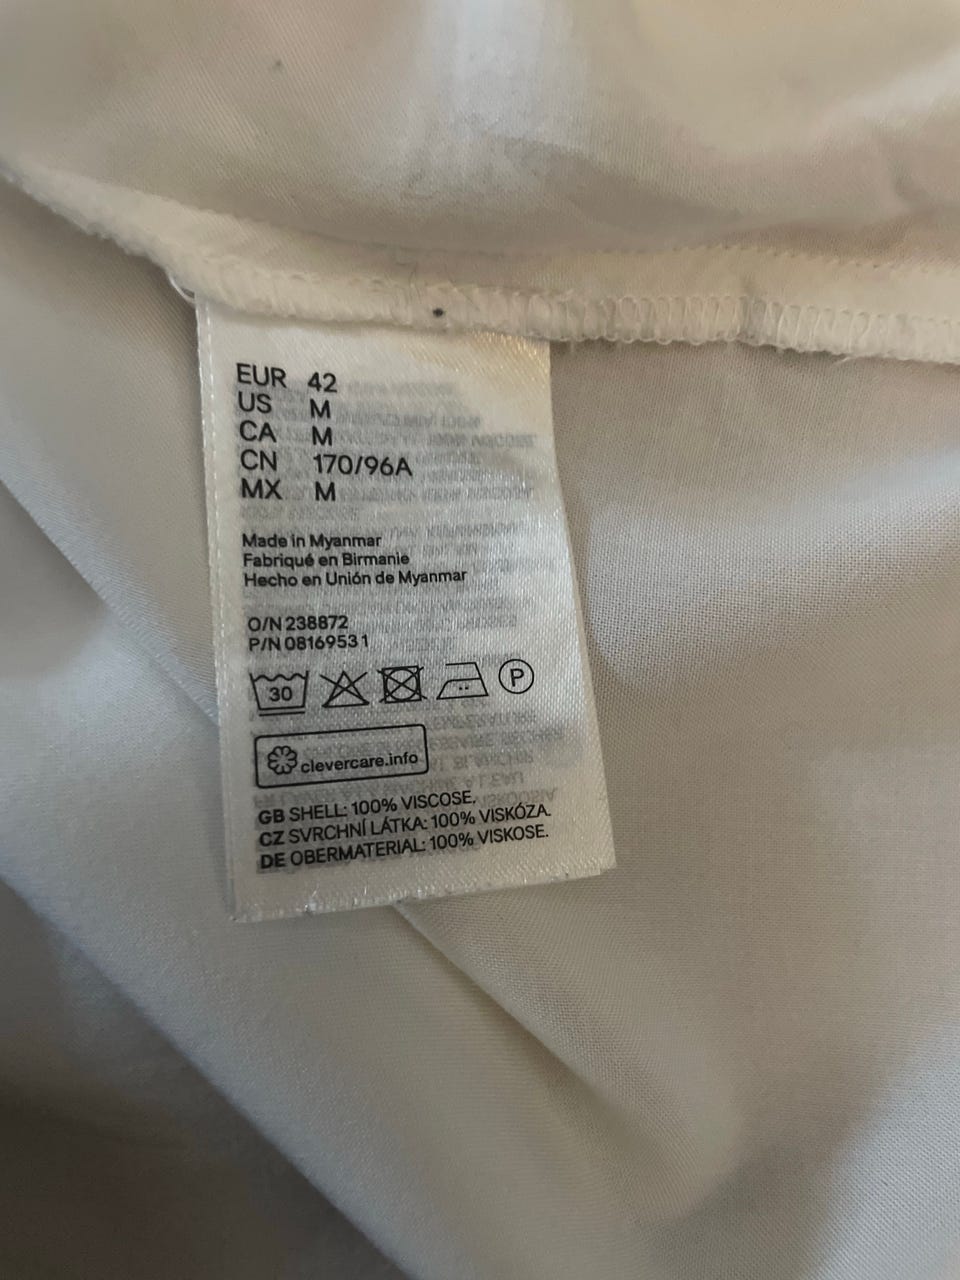 EUR 42
US M
CA M
CN 170/96A
MX M
Made in Myanmar
Fabriqué en Birmanie
Hecho en Unión de Myanmar
O/N 238872
P/N 08169531
30 P
clevercare.info
GB SHELL: 100% VISCOSE.
CZ SVRCHNÍ LÁTKA: 100% VISKÓZA.
DE OBERMATERIAL: 100% VISKOSE.